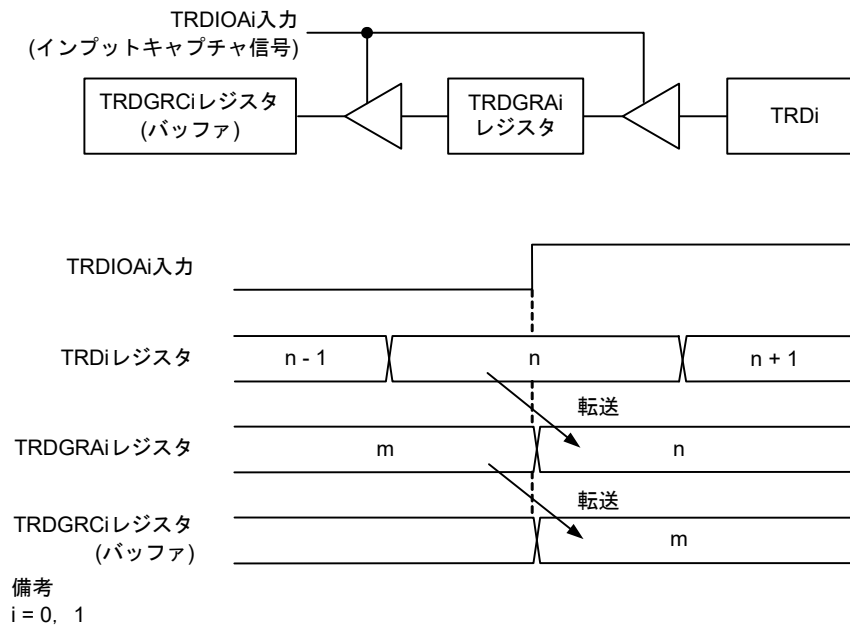 TRDIOAi入力
(インプットキャプチャ信号)
TRDGRCiレジスタ
(バッファ)
TRDGRAi
レジスタ
TRDi
TRDIOAi入力
TRDiレジスタ
n - 1
n
n + 1
転送
TRDGRAiレジスタ
m
n
転送
TRDGRCiレジスタ
(バッファ)
m
備考
i = 0, 1